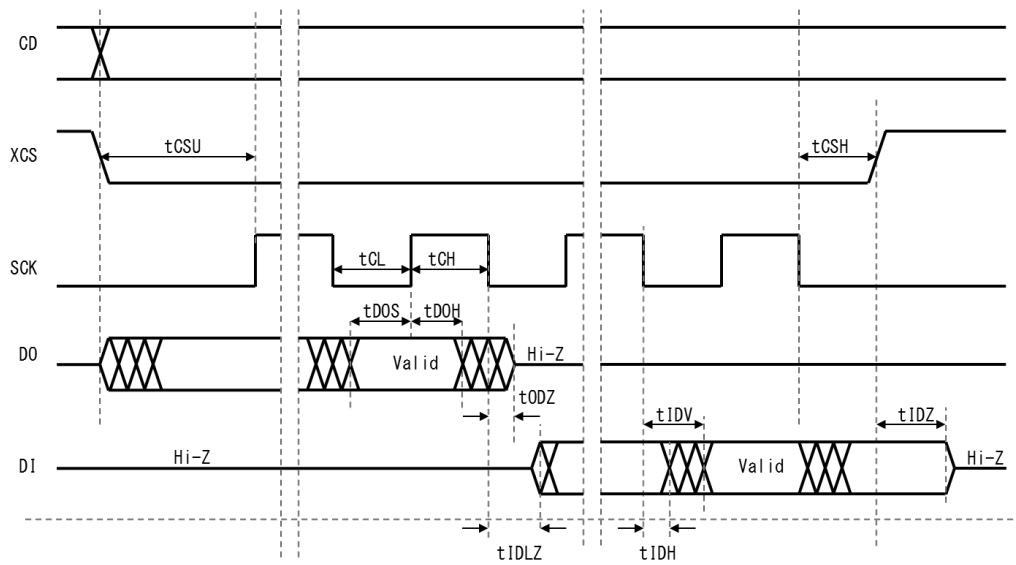 CD
XCS
tCSU
tCSH
SCK
tCL
tCH
tDOS
tDOH
DO
Valid
Hi-Z
tODZ
tIDV
tIDZ
DI
Hi-Z
Valid
Hi-Z
tIDLZ
tIDH